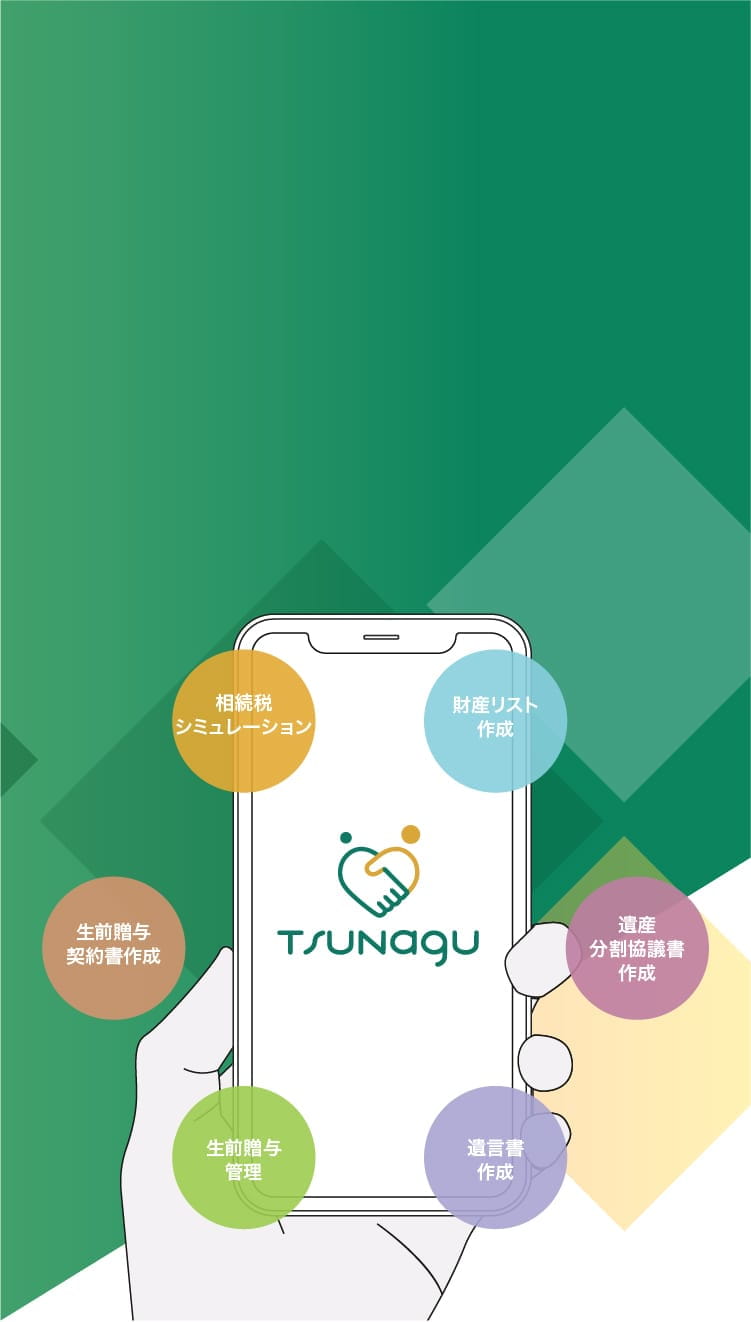 相続税
シミュレーション
財産リスト
作成
TSUNagu
生前贈与
契約書作成
遺産
分割協議書
作成
生前贈与
管理
遺言書
作成